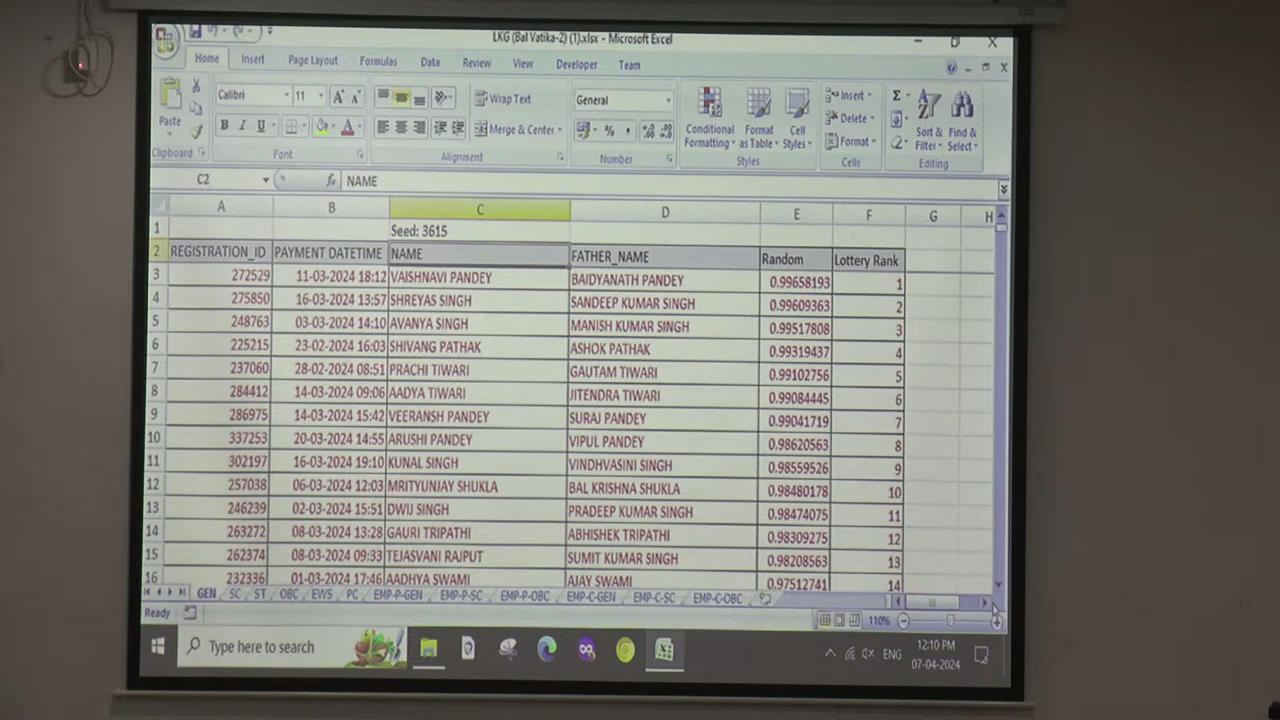 LKG (Bal Vatika-2) (1).xlsx - Microsoft Excel
Home Insert Page Layout Formulas Data Review View Developer Team
Calibri 11 Wrap Text General Insert Σ
Paste B I U Merge & Center % , Conditional Formatting Format as Table Cell Styles Delete Format Sort & Filter Find & Select
Clipboard Font Alignment Number Styles Cells Editing
C2 fx NAME
A B C D E F G H
1 Seed: 3615
2 REGISTRATION_ID PAYMENT DATETIME NAME FATHER_NAME Random Lottery Rank
3 272529 11-03-2024 18:12 VAISHNAVI PANDEY BAIDYANATH PANDEY 0.99658193 1
4 275850 16-03-2024 13:57 SHREYAS SINGH SANDEEP KUMAR SINGH 0.99609363 2
5 248763 03-03-2024 14:10 AVANYA SINGH MANISH KUMAR SINGH 0.99517808 3
6 225215 23-02-2024 16:03 SHIVANG PATHAK ASHOK PATHAK 0.99319437 4
7 237060 28-02-2024 08:51 PRACHI TIWARI GAUTAM TIWARI 0.99102756 5
8 284412 14-03-2024 09:06 AADYA TIWARI JITENDRA TIWARI 0.99084445 6
9 286975 14-03-2024 15:42 VEERANSH PANDEY SURAJ PANDEY 0.99041719 7
10 337253 20-03-2024 14:55 ARUSHI PANDEY VIPUL PANDEY 0.98620563 8
11 302197 16-03-2024 19:10 KUNAL SINGH VINDHVASINI SINGH 0.98559526 9
12 257038 06-03-2024 12:03 MRITYUNJAY SHUKLA BAL KRISHNA SHUKLA 0.98480178 10
13 246239 02-03-2024 15:51 DWIJ SINGH PRADEEP KUMAR SINGH 0.98474075 11
14 263272 08-03-2024 13:28 GAURI TRIPATHI ABHISHEK TRIPATHI 0.98309275 12
15 262374 08-03-2024 09:33 TEJASVANI RAJPUT SUMIT KUMAR SINGH 0.98208563 13
16 232336 01-03-2024 17:46 AADHYA SWAMI AJAY SWAMI 0.97512741 14
GEN SC ST OBC EWS PC EMP-P-GEN EMP-P-SC EMP-P-OBC EMP-C-GEN EMP-C-SC EMP-C-OBC
Ready 110%
Type here to search ENG 12:10 PM
07-04-2024